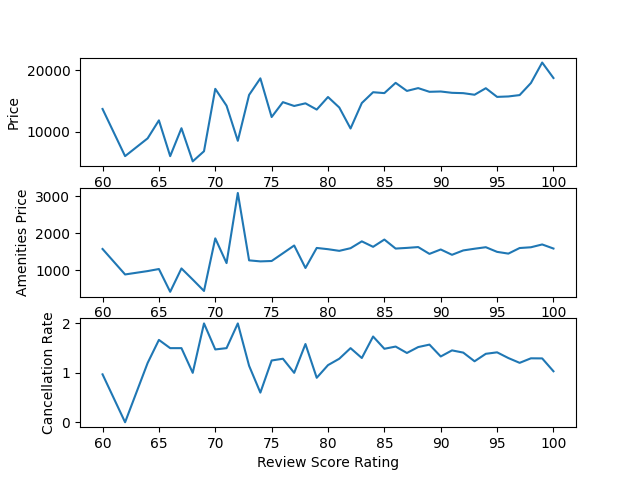 Price
20000
10000
60 65 70 75 80 85 90 95 100
Amenities Price
3000
2000
1000
60 65 70 75 80 85 90 95 100
Cancellation Rate
2
1
0
60 65 70 75 80 85 90 95 100
Review Score Rating